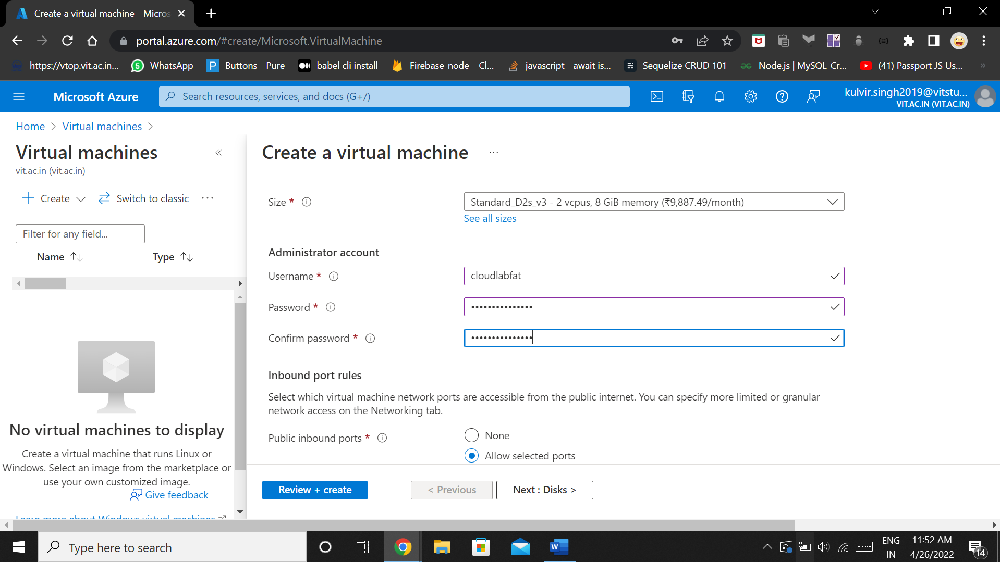 Create a virtual machine - Micros
portal.azure.com/#create/Microsoft.VirtualMachine
https://vtop.vit.ac.in... 5 WhatsApp P Buttons - Pure babel cli install Firebase-node – Cl... javascript - await is... Sequelize CRUD 101 Node.js | MySQL-Cr... (41) Passport JS Us... »
Microsoft Azure
Search resources, services, and docs (G+/)
kulvir.singh2019@vitstu...
VIT.AC.IN (VIT.AC.IN)
Home > Virtual machines >
Virtual machines «
vit.ac.in (vit.ac.in)
Create
Switch to classic ...
Filter for any field...
Name
Type
No virtual machines to display
Create a virtual machine that runs Linux or
Windows. Select an image from the marketplace or
use your own customized image.
Give feedback
Learn more about Windows virtual machines
Create a virtual machine ...
Size *
Standard_D2s_v3 - 2 vcpus, 8 GiB memory (₹9,887.49/month)
See all sizes
Administrator account
Username *
cloudlabfat
Password *
•••••••••••••••
Confirm password *
•••••••••••••••
Inbound port rules
Select which virtual machine network ports are accessible from the public internet. You can specify more limited or granular
network access on the Networking tab.
Public inbound ports *
None
Allow selected ports
Review + create
< Previous
Next : Disks >
Type here to search
W
ENG
IN
11:52 AM
4/26/2022
14